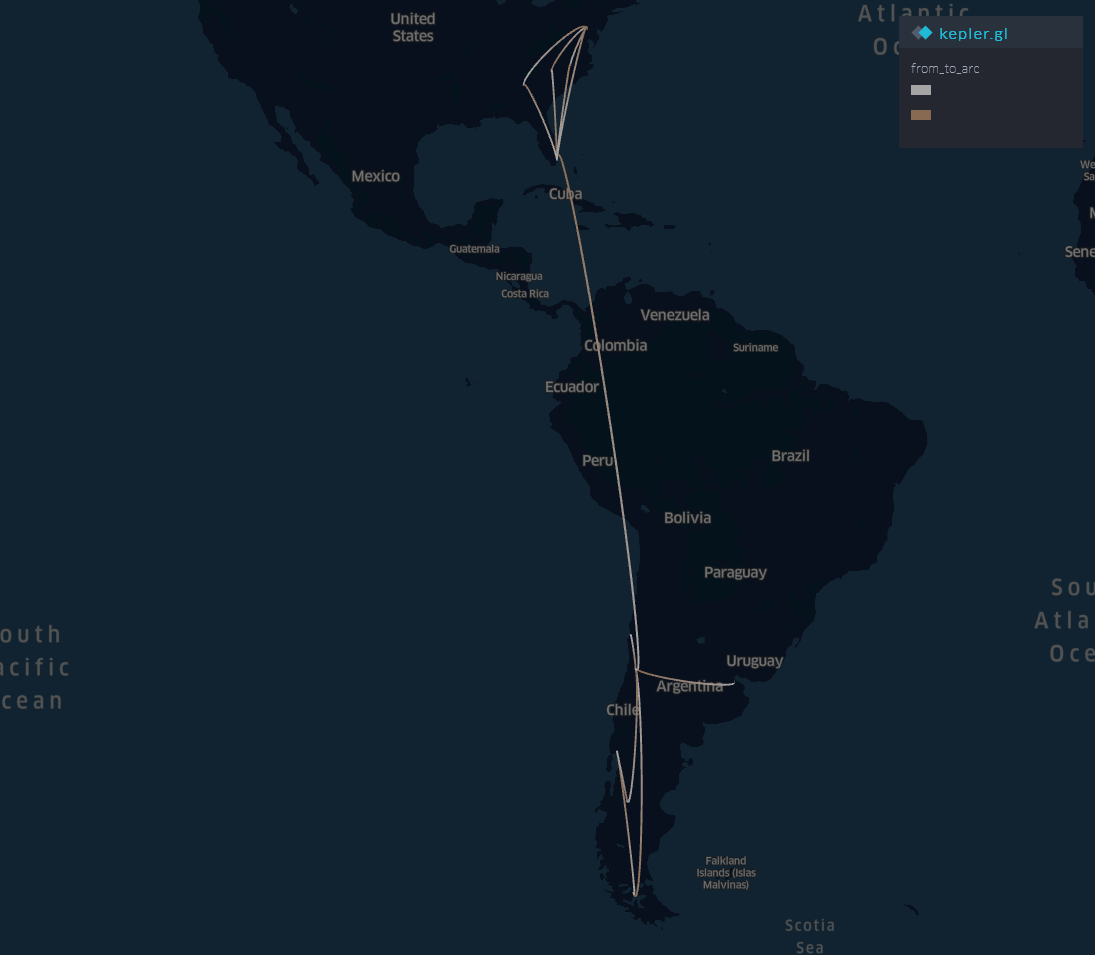 United
States
Atlantic
Oc
kepler.gl
from_to_arc
Mexico
Cuba
We
Sa
M
Sene
Guatemala
Nicaragua
Costa Rica
Venezuela
Colombia
Suriname
Ecuador
Peru
Brazil
Bolivia
Paraguay
Sou
Atla
Oce
outh
acific
cean
Uruguay
Argentina
Chile
Falkland
Islands (Islas
Malvinas)
Scotia
Sea